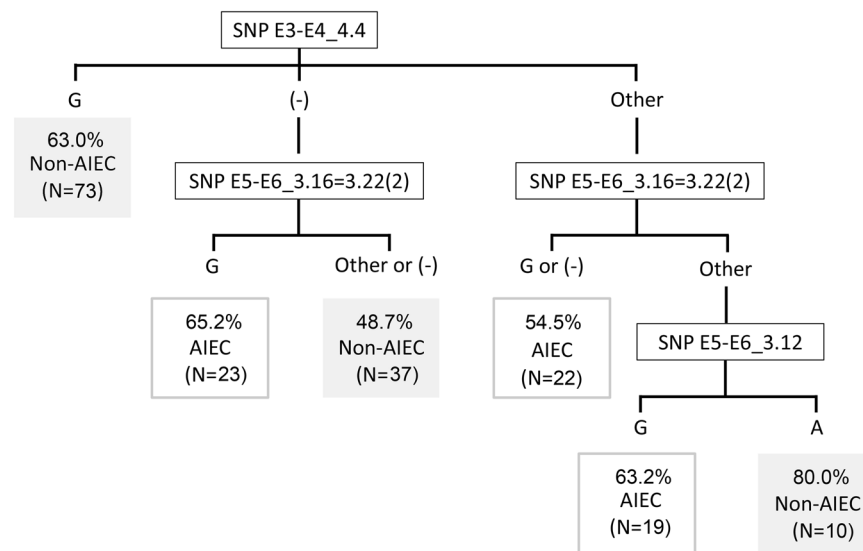 SNP E3-E4_4.4
G
(-)
Other
63.0%
Non-AIEC
(N=73)
SNP E5-E6_3.16=3.22(2)
SNP E5-E6_3.16=3.22(2)
G
Other or (-)
G or (-)
Other
65.2%
AIEC
(N=23)
48.7%
Non-AIEC
(N=37)
54.5%
AIEC
(N=22)
SNP E5-E6_3.12
G
A
63.2%
AIEC
(N=19)
80.0%
Non-AIEC
(N=10)